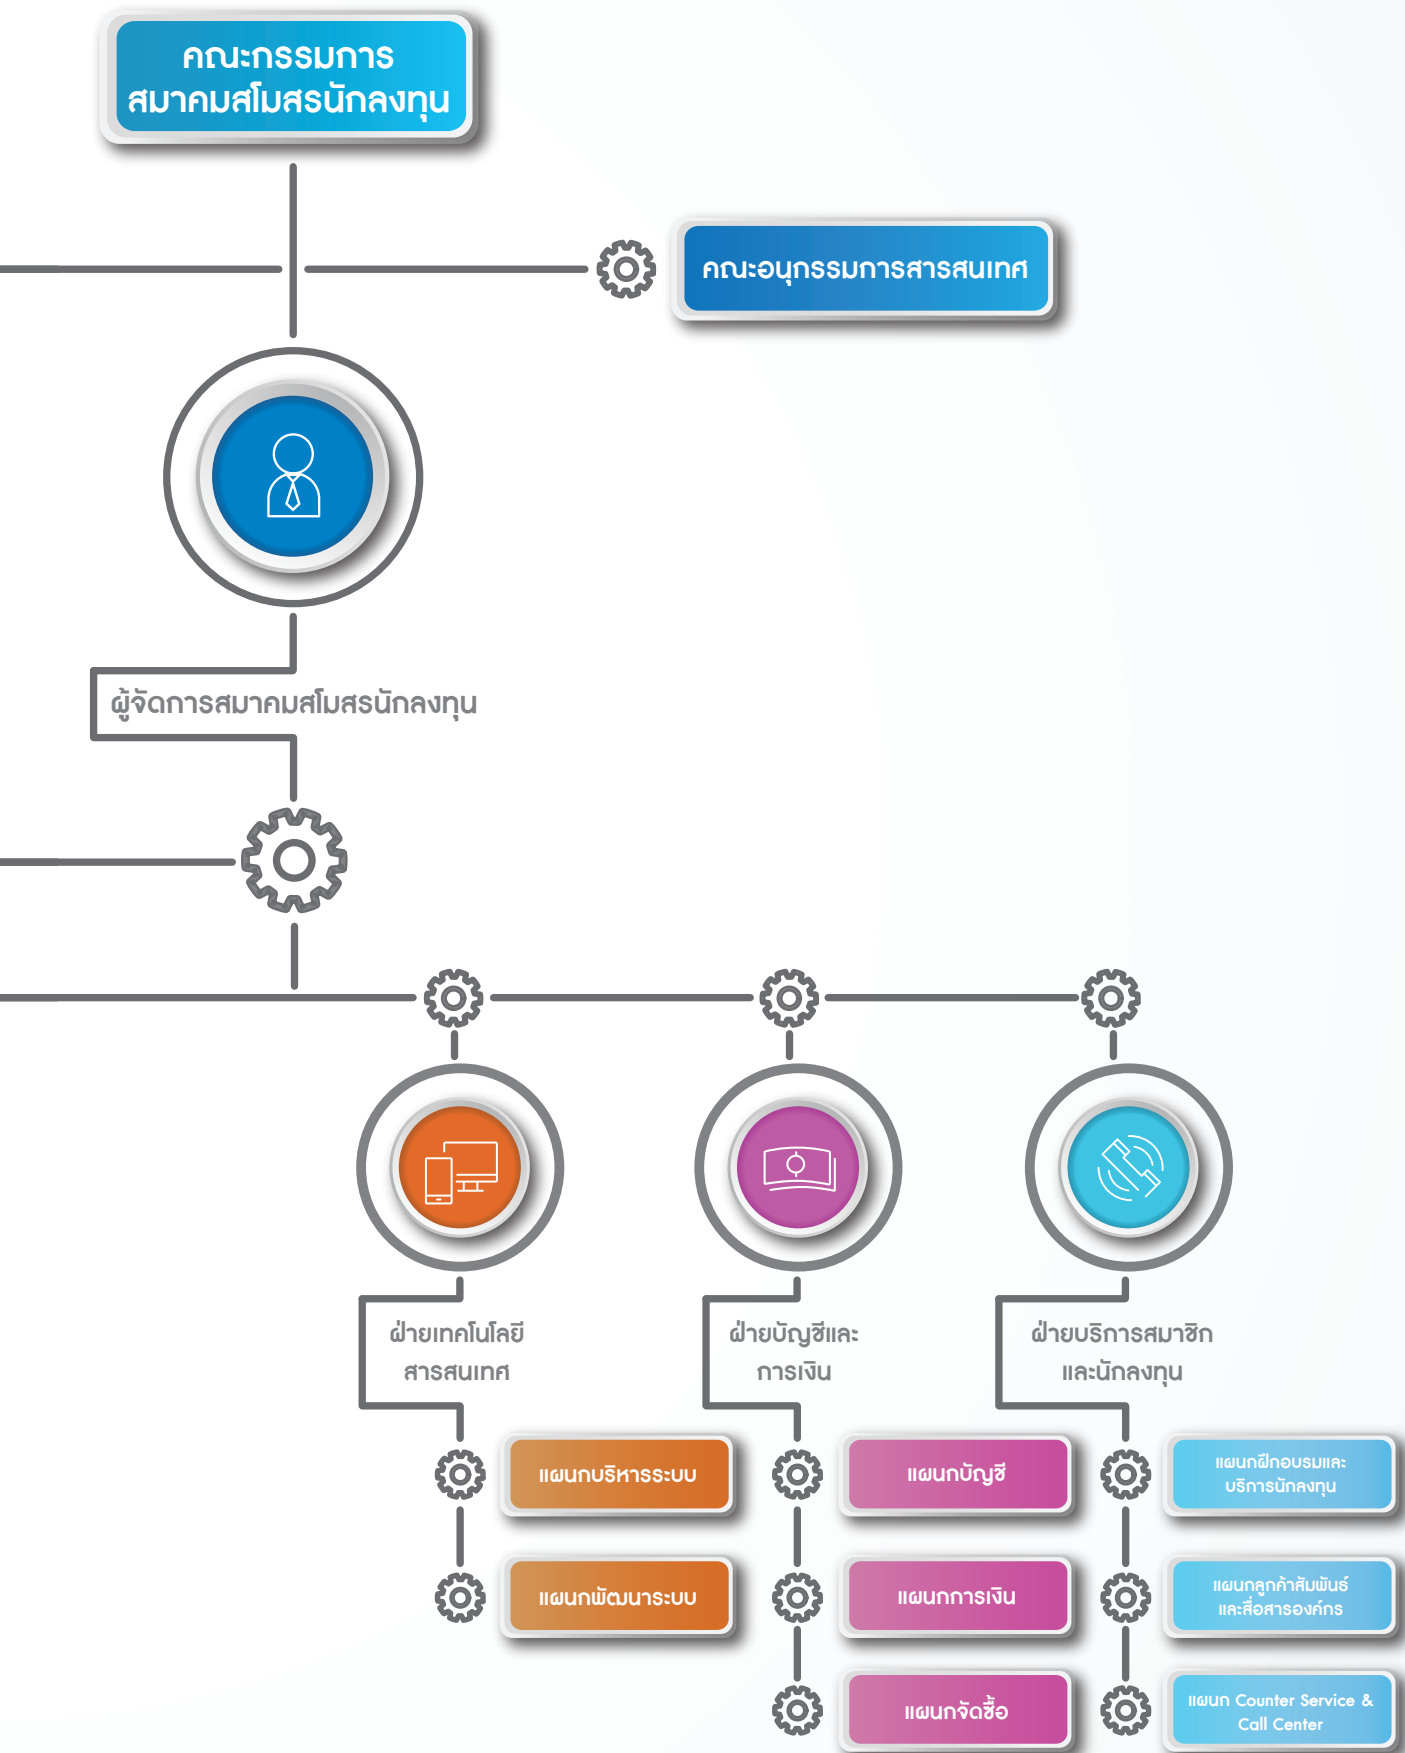 คณะกรรมการ
สมาคมสโมสรนักลงทุน
คณะอนุกรรมการสารสนเทศ
ผู้จัดการสมาคมสโมสรนักลงทุน
ฝ่ายเทคโนโลยี
สารสนเทศ
แผนกบริหารระบบ
แผนกพัฒนาระบบ
ฝ่ายบัญชีและ
การเงิน
แผนกบัญชี
แผนกการเงิน
แผนกจัดซื้อ
ฝ่ายบริการสมาชิก
และนักลงทุน
แผนกฝึกอบรมและ
บริการนักลงทุน
แผนกลูกค้าสัมพันธ์
และสื่อสารองค์กร
แผนก Counter Service &
Call Center